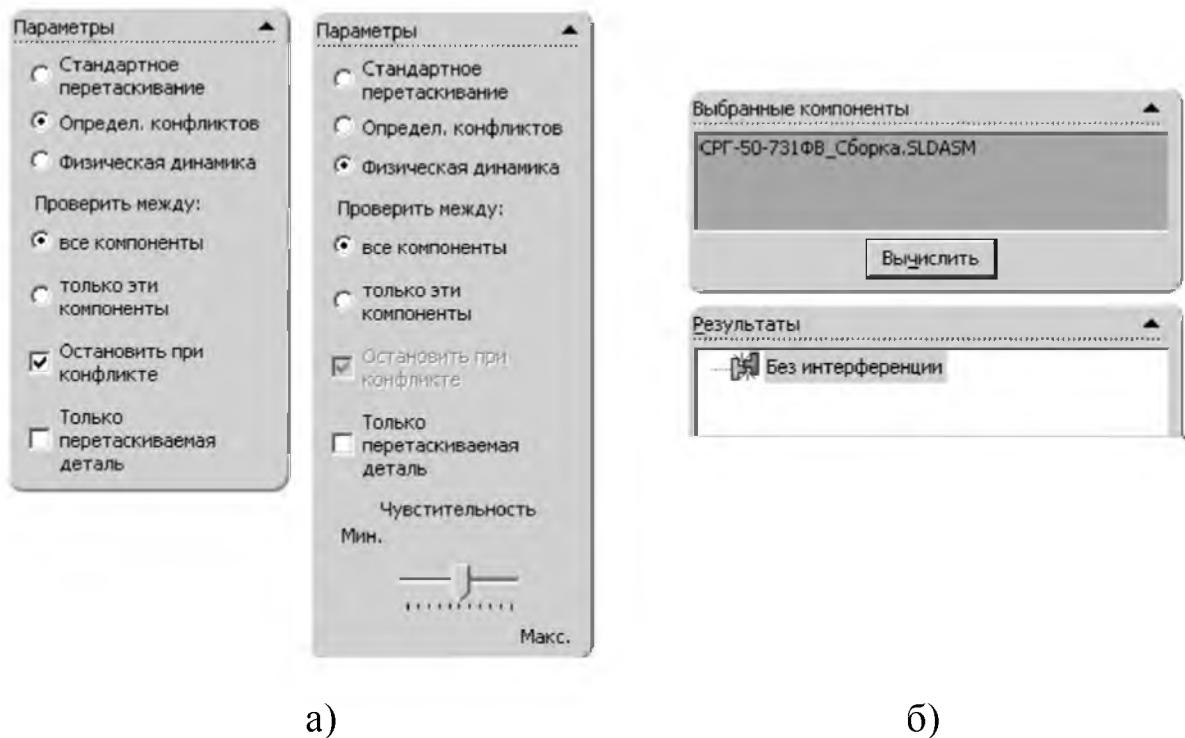 Параметры
Стандартное
перетаскивание
Определ. конфликтов
Физическая динамика
Проверить между:
все компоненты
только эти
компоненты
Остановить при
конфликте
Только
перетаскиваемая
деталь
Параметры
Стандартное
перетаскивание
Определ. конфликтов
Физическая динамика
Проверить между:
все компоненты
только эти
компоненты
Остановить при
конфликте
Только
перетаскиваемая
деталь
Чувстительность
Мин.
Макс.
а)
Выбранные компоненты
СРГ-50-731ФВ_Сборка.SLDASM
Вычислить
Результаты
Без интерференции
б)